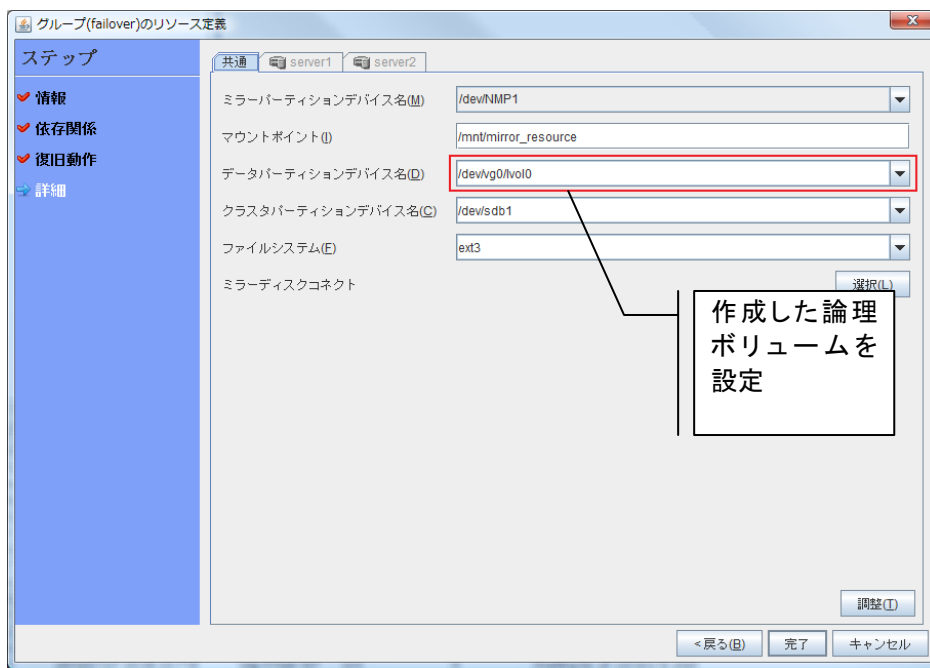 グループ(failover)のリソース定義
ステップ
情報
依存関係
復旧動作
詳細
共通 server1 server2
ミラーパーティションデバイス名(M) /dev/NMP1
マウントポイント(I) /mnt/mirror_resource
データパーティションデバイス名(D) /dev/vg0/lvol0
クラスタパーティションデバイス名(C) /dev/sdb1
ファイルシステム(F) ext3
ミラーディスクコネクト 選択(L)
作成した論理
ボリュームを
設定
調整(T)
<戻る(B) 完了 キャンセル